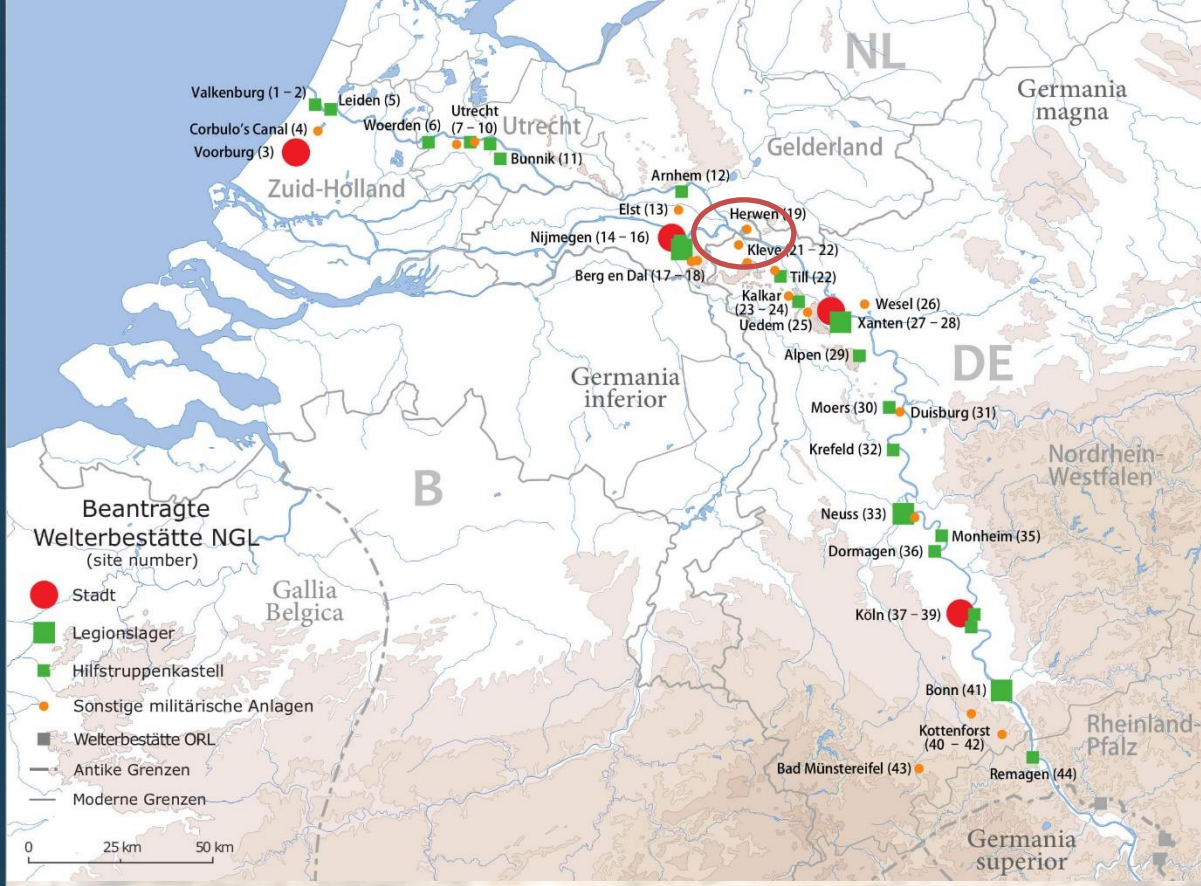 NL
Germania
magna
Valkenburg (1 – 2)
Leiden (5)
Corbulo's Canal (4)
Woerden (6)
Utrecht
(7 – 10)
Utrecht
Voorburg (3)
Bunnik (11)
Zuid-Holland
Gelderland
Arnhem (12)
Elst (13)
Herwen (19)
Nijmegen (14 – 16)
Kleve (21 – 22)
Berg en Dal (17 – 18)
Till (22)
Kalkar
(23 – 24)
Wesel (26)
Uedem (25)
Xanten (27 – 28)
Alpen (29)
DE
Germania
inferior
Moers (30)
Duisburg (31)
Krefeld (32)
Nordrhein-
Westfalen
B
Neuss (33)
Monheim (35)
Dormagen (36)
Gallia
Belgica
Köln (37 – 39)
Bonn (41)
Kottenforst
(40 – 42)
Rheinland-
Pfalz
Bad Münstereifel (43)
Remagen (44)
Germania
superior
Beantragte
Welterbestätte NGL
(site number)
Stadt
Legionslager
Hilfstruppenkastell
Sonstige militärische Anlagen
Welterbestätte ORL
Antike Grenzen
Moderne Grenzen
0 25 km 50 km